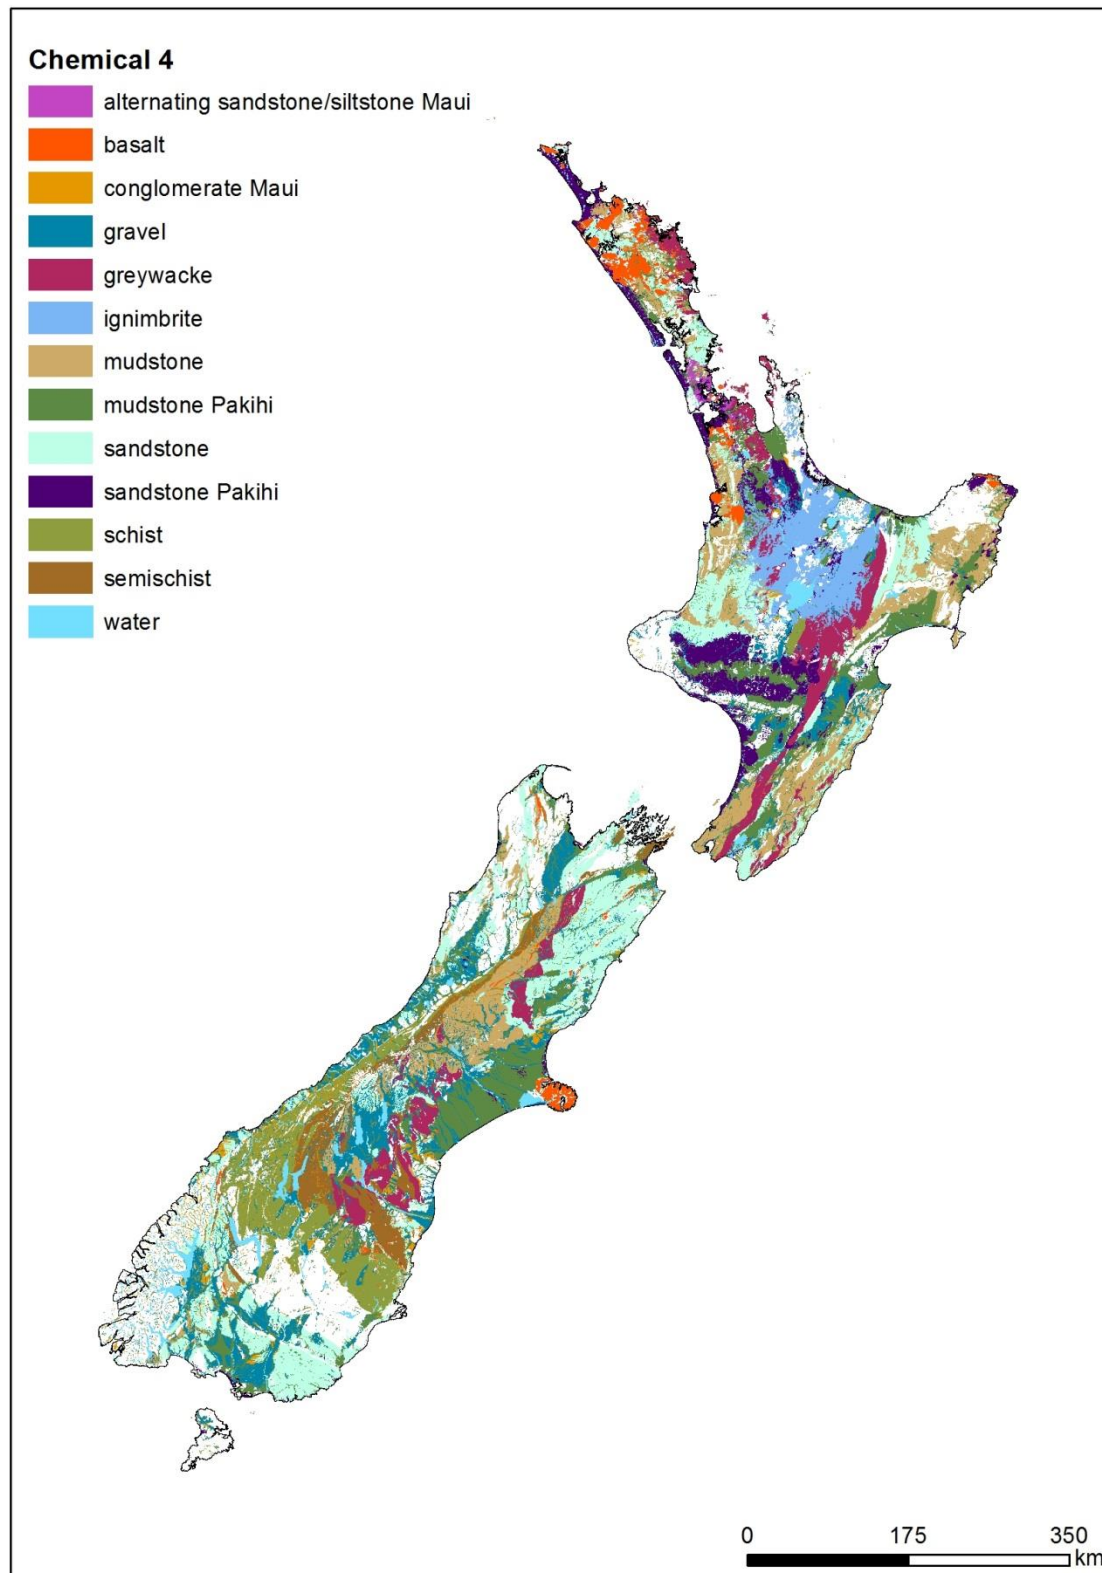 Chemical 4
alternating sandstone/siltstone Maui
basalt
conglomerate Maui
gravel
greywacke
ignimbrite
mudstone
mudstone Pakihi
sandstone
sandstone Pakihi
schist
semischist
water
0 175 350
km